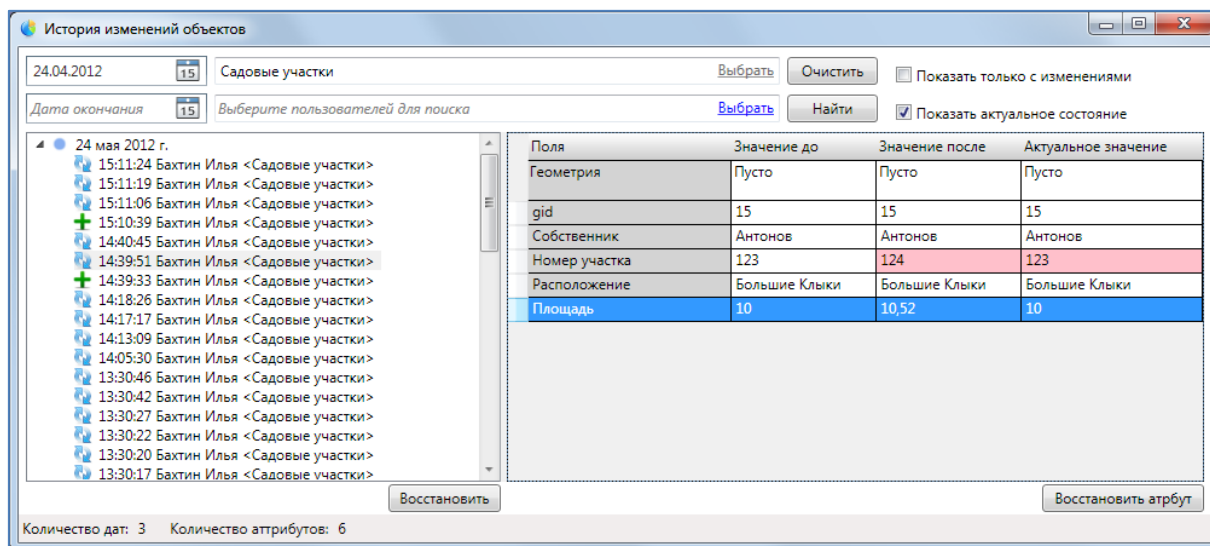 История изменений объектов
24.04.2012 15 Садовые участки Выбрать Очистить Показать только с изменениями
Дата окончания 15 Выберите пользователей для поиска Выбрать Найти Показать актуальное состояние
24 мая 2012 г.
15:11:24 Бахтин Илья <Садовые участки>
15:11:19 Бахтин Илья <Садовые участки>
15:11:06 Бахтин Илья <Садовые участки>
15:10:39 Бахтин Илья <Садовые участки>
14:40:45 Бахтин Илья <Садовые участки>
14:39:51 Бахтин Илья <Садовые участки>
14:39:33 Бахтин Илья <Садовые участки>
14:18:26 Бахтин Илья <Садовые участки>
14:17:17 Бахтин Илья <Садовые участки>
14:13:09 Бахтин Илья <Садовые участки>
14:05:30 Бахтин Илья <Садовые участки>
13:30:46 Бахтин Илья <Садовые участки>
13:30:42 Бахтин Илья <Садовые участки>
13:30:27 Бахтин Илья <Садовые участки>
13:30:22 Бахтин Илья <Садовые участки>
13:30:20 Бахтин Илья <Садовые участки>
13:30:17 Бахтин Илья <Садовые участки>
Поля Значение до Значение после Актуальное значение
Геометрия Пусто Пусто Пусто
gid 15 15 15
Собственник Антонов Антонов Антонов
Номер участка 123 124 123
Расположение Большие Клыки Большие Клыки Большие Клыки
Площадь 10 10,52 10
Восстановить Восстановить атрбут
Количество дат: 3 Количество аттрибутов: 6